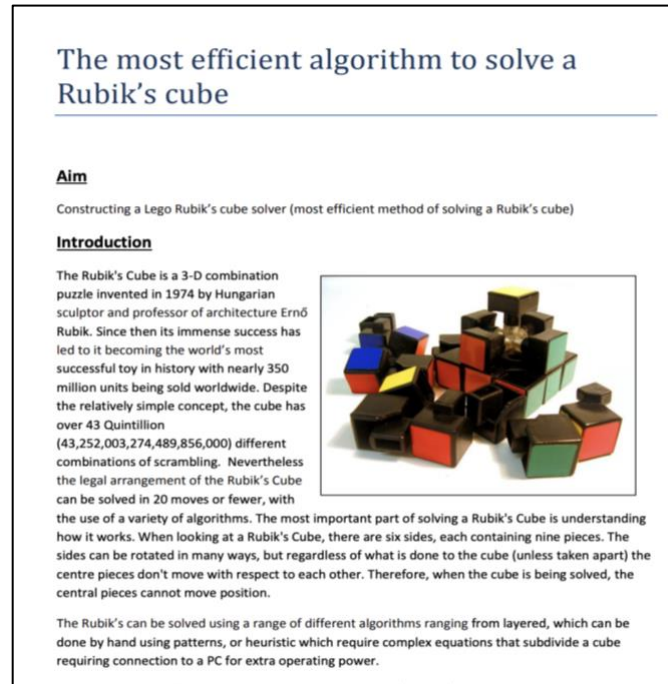 The most efficient algorithm to solve a
Rubik's cube
Aim
Constructing a Lego Rubik's cube solver (most efficient method of solving a Rubik's cube)
Introduction
The Rubik's Cube is a 3-D combination
puzzle invented in 1974 by Hungarian
sculptor and professor of architecture Ernő
Rubik. Since then its immense success has
led to it becoming the world's most
successful toy in history with nearly 350
million units being sold worldwide. Despite
the relatively simple concept, the cube has
over 43 Quintillion
(43,252,003,274,489,856,000) different
combinations of scrambling. Nevertheless
the legal arrangement of the Rubik's Cube
can be solved in 20 moves or fewer, with
the use of a variety of algorithms. The most important part of solving a Rubik's Cube is understanding
how it works. When looking at a Rubik's Cube, there are six sides, each containing nine pieces. The
sides can be rotated in many ways, but regardless of what is done to the cube (unless taken apart) the
centre pieces don't move with respect to each other. Therefore, when the cube is being solved, the
central pieces cannot move position.
The Rubik's can be solved using a range of different algorithms ranging from layered, which can be
done by hand using patterns, or heuristic which require complex equations that subdivide a cube
requiring connection to a PC for extra operating power.